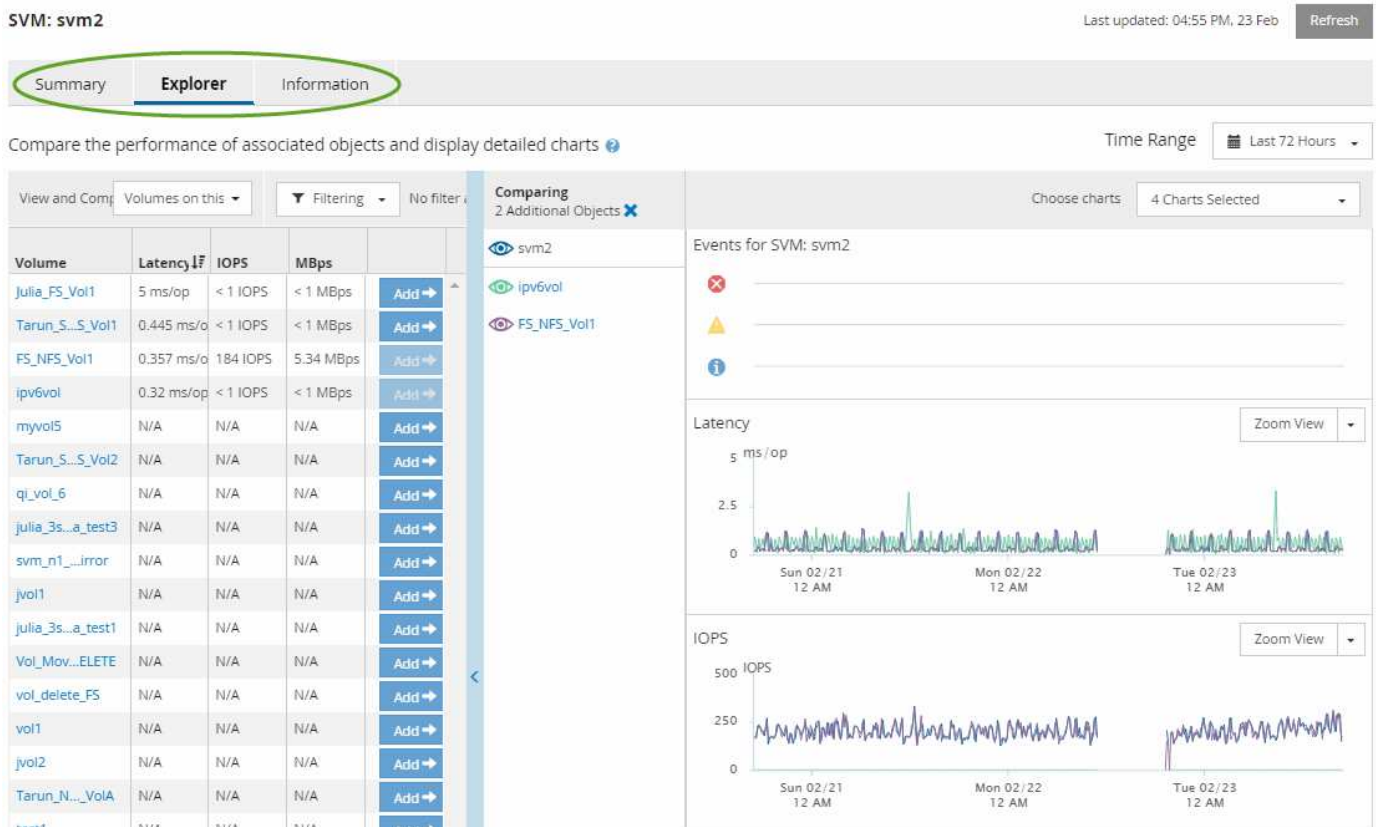 SVM: svm2
Last updated: 04:55 PM, 23 Feb Refresh
Summary Explorer Information
Compare the performance of associated objects and display detailed charts ?
Time Range Last 72 Hours
View and Comp Volumes on this Filtering No filter
Comparing
2 Additional Objects
Choose charts 4 Charts Selected
Volume Latency IOPS MBps
Julia_FS_Vol1 5 ms/op < 1 IOPS < 1 MBps Add
Tarun_S...S_Vol1 0.445 ms/o < 1 IOPS < 1 MBps Add
FS_NFS_Vol1 0.357 ms/o 184 IOPS 5.34 MBps Add
ipv6vol 0.32 ms/op < 1 IOPS < 1 MBps Add
myvol5 N/A N/A N/A Add
Tarun_S...S_Vol2 N/A N/A N/A Add
qi_vol_6 N/A N/A N/A Add
julia_3s...a_test3 N/A N/A N/A Add
svm_n1_...irror N/A N/A N/A Add
jvol1 N/A N/A N/A Add
julia_3s...a_test1 N/A N/A N/A Add
Vol_Mov...ELETE N/A N/A N/A Add
vol_delete_FS N/A N/A N/A Add
vol1 N/A N/A N/A Add
jvol2 N/A N/A N/A Add
Tarun_N..._VolA N/A N/A N/A Add
svm2
ipv6vol
FS_NFS_Vol1
Events for SVM: svm2
Latency Zoom View
ms/op
5
2.5
0
Sun 02/21 Mon 02/22 Tue 02/23
12 AM 12 AM 12 AM
IOPS Zoom View
IOPS
500
250
0
Sun 02/21 Mon 02/22 Tue 02/23
12 AM 12 AM 12 AM